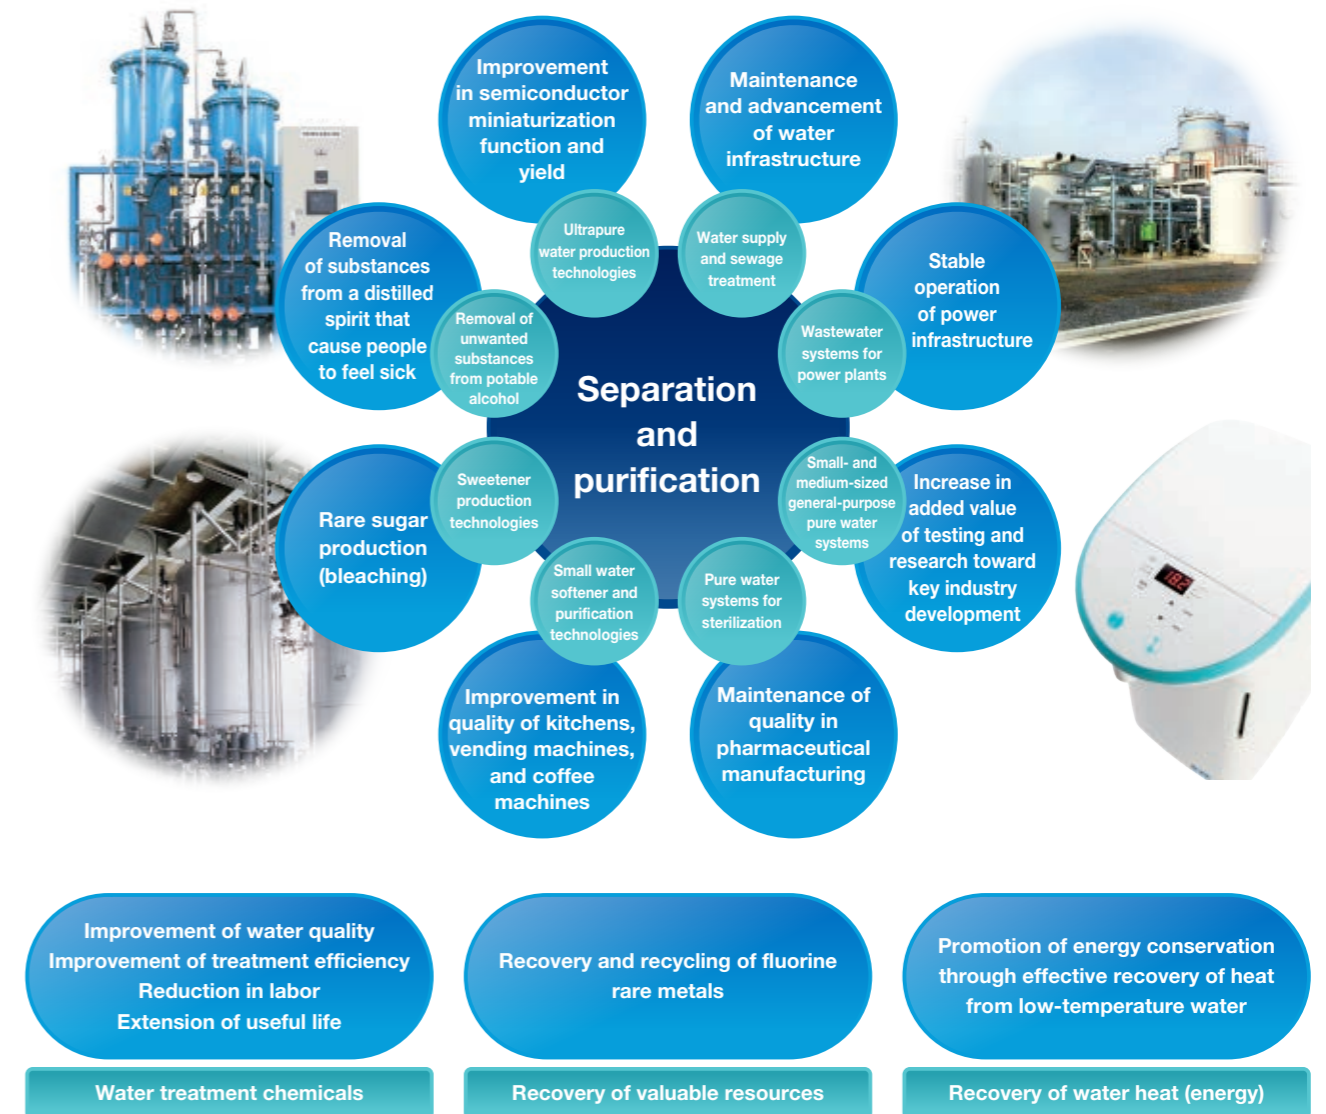 Improvement
in semiconductor
miniaturization
function and
yield
Maintenance
and advancement
of water
infrastructure
Ultrapure
water production
technologies
Water supply
and sewage
treatment
Removal
of substances
from a distilled
spirit that
cause people
to feel sick
Removal of
unwanted
substances
from potable
alcohol
Wastewater
systems for
power plants
Stable
operation
of power
infrastructure
Separation
and
purification
Rare sugar
production
(bleaching)
Sweetener
production
technologies
Small- and
medium-sized
general-purpose
pure water
systems
Increase in
added value
of testing and
research toward
key industry
development
18.2
Small water
softener and
purification
technologies
Pure water
systems for
sterilization
Improvement in
quality of kitchens,
vending machines,
and coffee
machines
Maintenance of
quality in
pharmaceutical
manufacturing
Improvement of water quality
Improvement of treatment efficiency
Reduction in labor
Extension of useful life
Water treatment chemicals
Recovery and recycling of fluorine
rare metals
Recovery of valuable resources
Promotion of energy conservation
through effective recovery of heat
from low-temperature water
Recovery of water heat (energy)